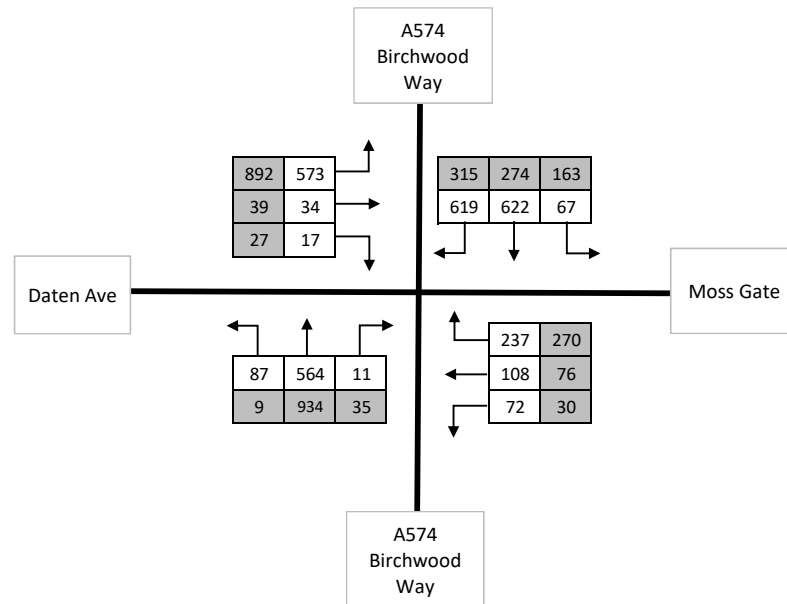 A574
Birchwood
Way
892 573
39 34
27 17
315 274 163
619 622 67
Daten Ave
Moss Gate
87 564 11
9 934 35
237 270
108 76
72 30
A574
Birchwood
Way